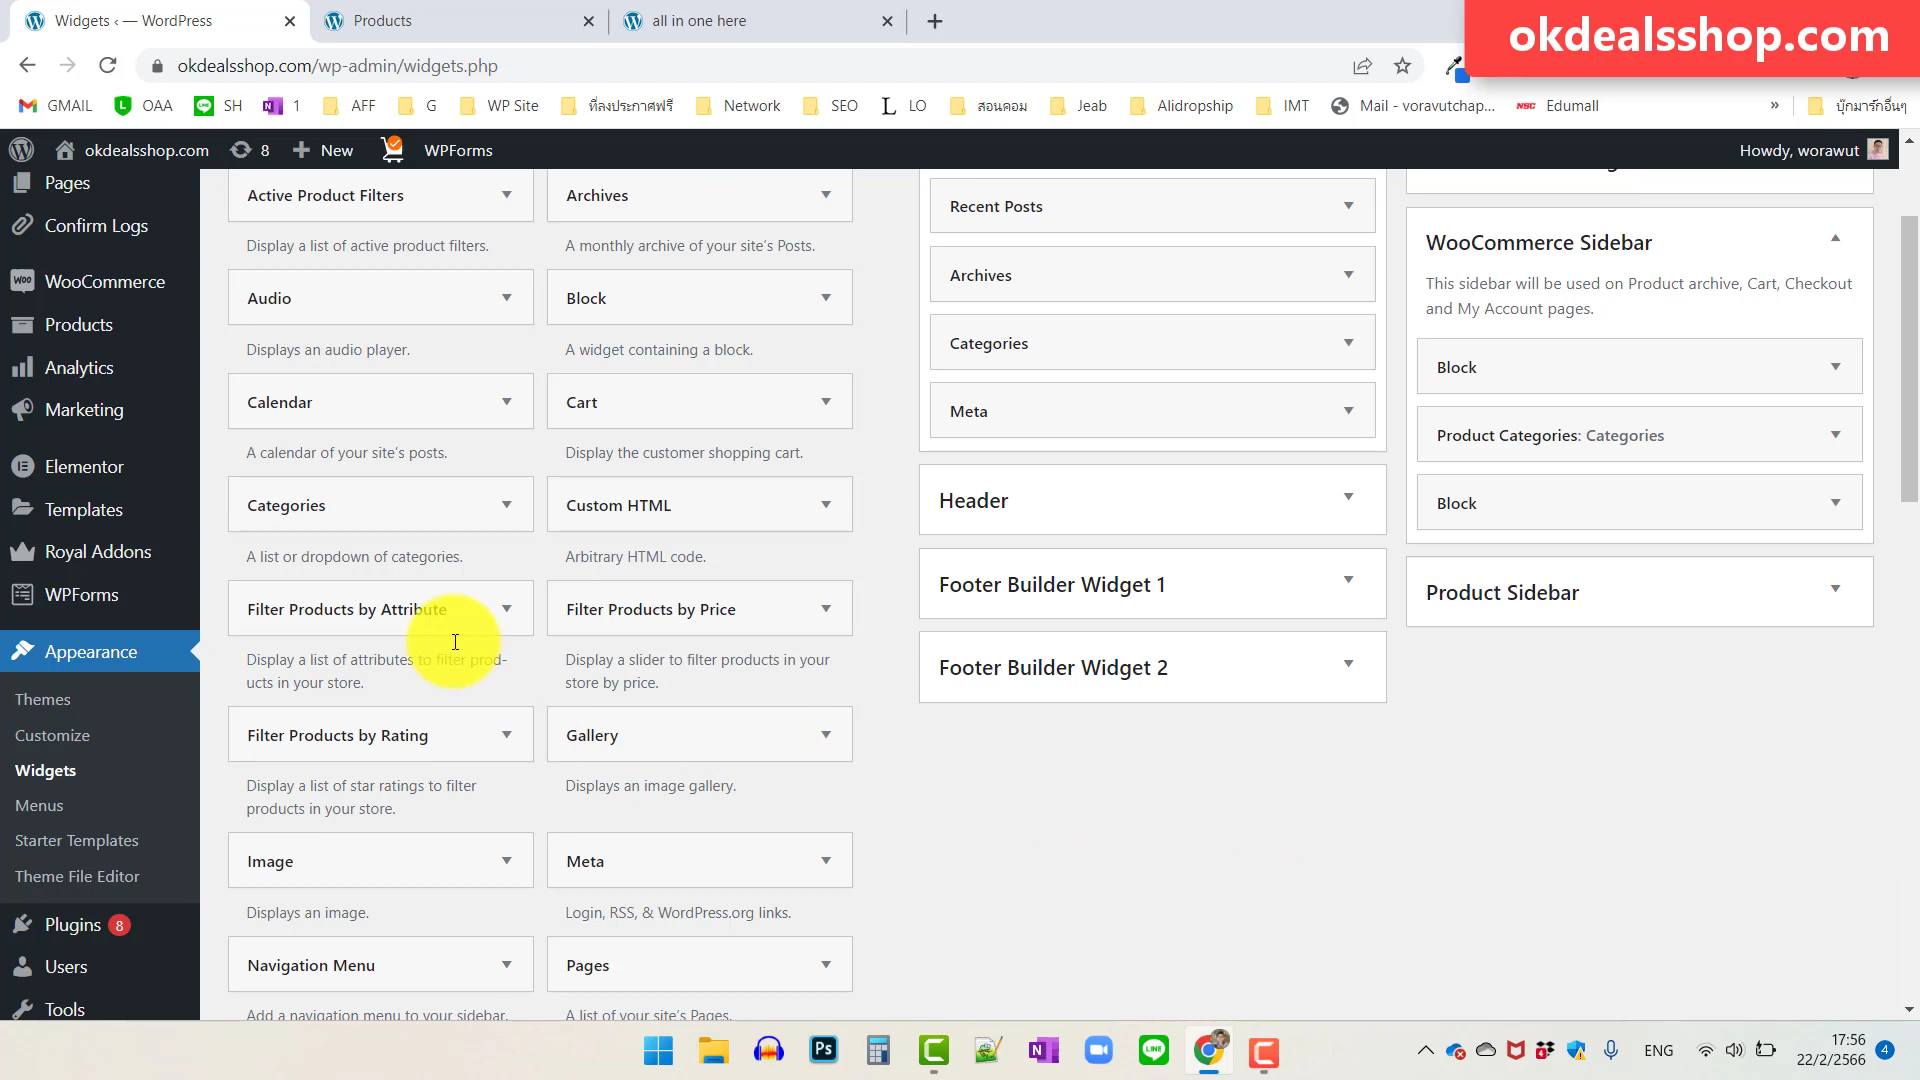 Widgets ‹ — WordPress
Products
all in one here
okdealsshop.com
okdealsshop.com/wp-admin/widgets.php
GMAIL
OAA
SH
1
AFF
G
WP Site
ที่ลงประกาศฟรี
Network
SEO
LO
สอนคอม
Jeab
Alidropship
IMT
Mail - voravutchap...
NSC
Edumall
»
บุ๊กมาร์กอื่นๆ
okdealsshop.com
8
New
WPForms
Howdy, worawut
Pages
Confirm Logs
WooCommerce
Products
Analytics
Marketing
Elementor
Templates
Royal Addons
WPForms
Appearance
Themes
Customize
Widgets
Menus
Starter Templates
Theme File Editor
Plugins 8
Users
Tools
Active Product Filters
Display a list of active product filters.
Archives
A monthly archive of your site's Posts.
Audio
Displays an audio player.
Block
A widget containing a block.
Calendar
A calendar of your site's posts.
Cart
Display the customer shopping cart.
Categories
A list or dropdown of categories.
Custom HTML
Arbitrary HTML code.
Filter Products by Attribute
Display a list of attributes to filter prod-
ucts in your store.
Filter Products by Price
Display a slider to filter products in your
store by price.
Filter Products by Rating
Display a list of star ratings to filter
products in your store.
Gallery
Displays an image gallery.
Image
Displays an image.
Meta
Login, RSS, & WordPress.org links.
Navigation Menu
Add a navigation menu to your sidebar.
Pages
A list of your site's Pages.
Recent Posts
Archives
Categories
Meta
Header
Footer Builder Widget 1
Footer Builder Widget 2
WooCommerce Sidebar
This sidebar will be used on Product archive, Cart, Checkout
and My Account pages.
Block
Product Categories: Categories
Block
Product Sidebar
Ps
N
LINE
ENG
17:56
22/2/2566
4